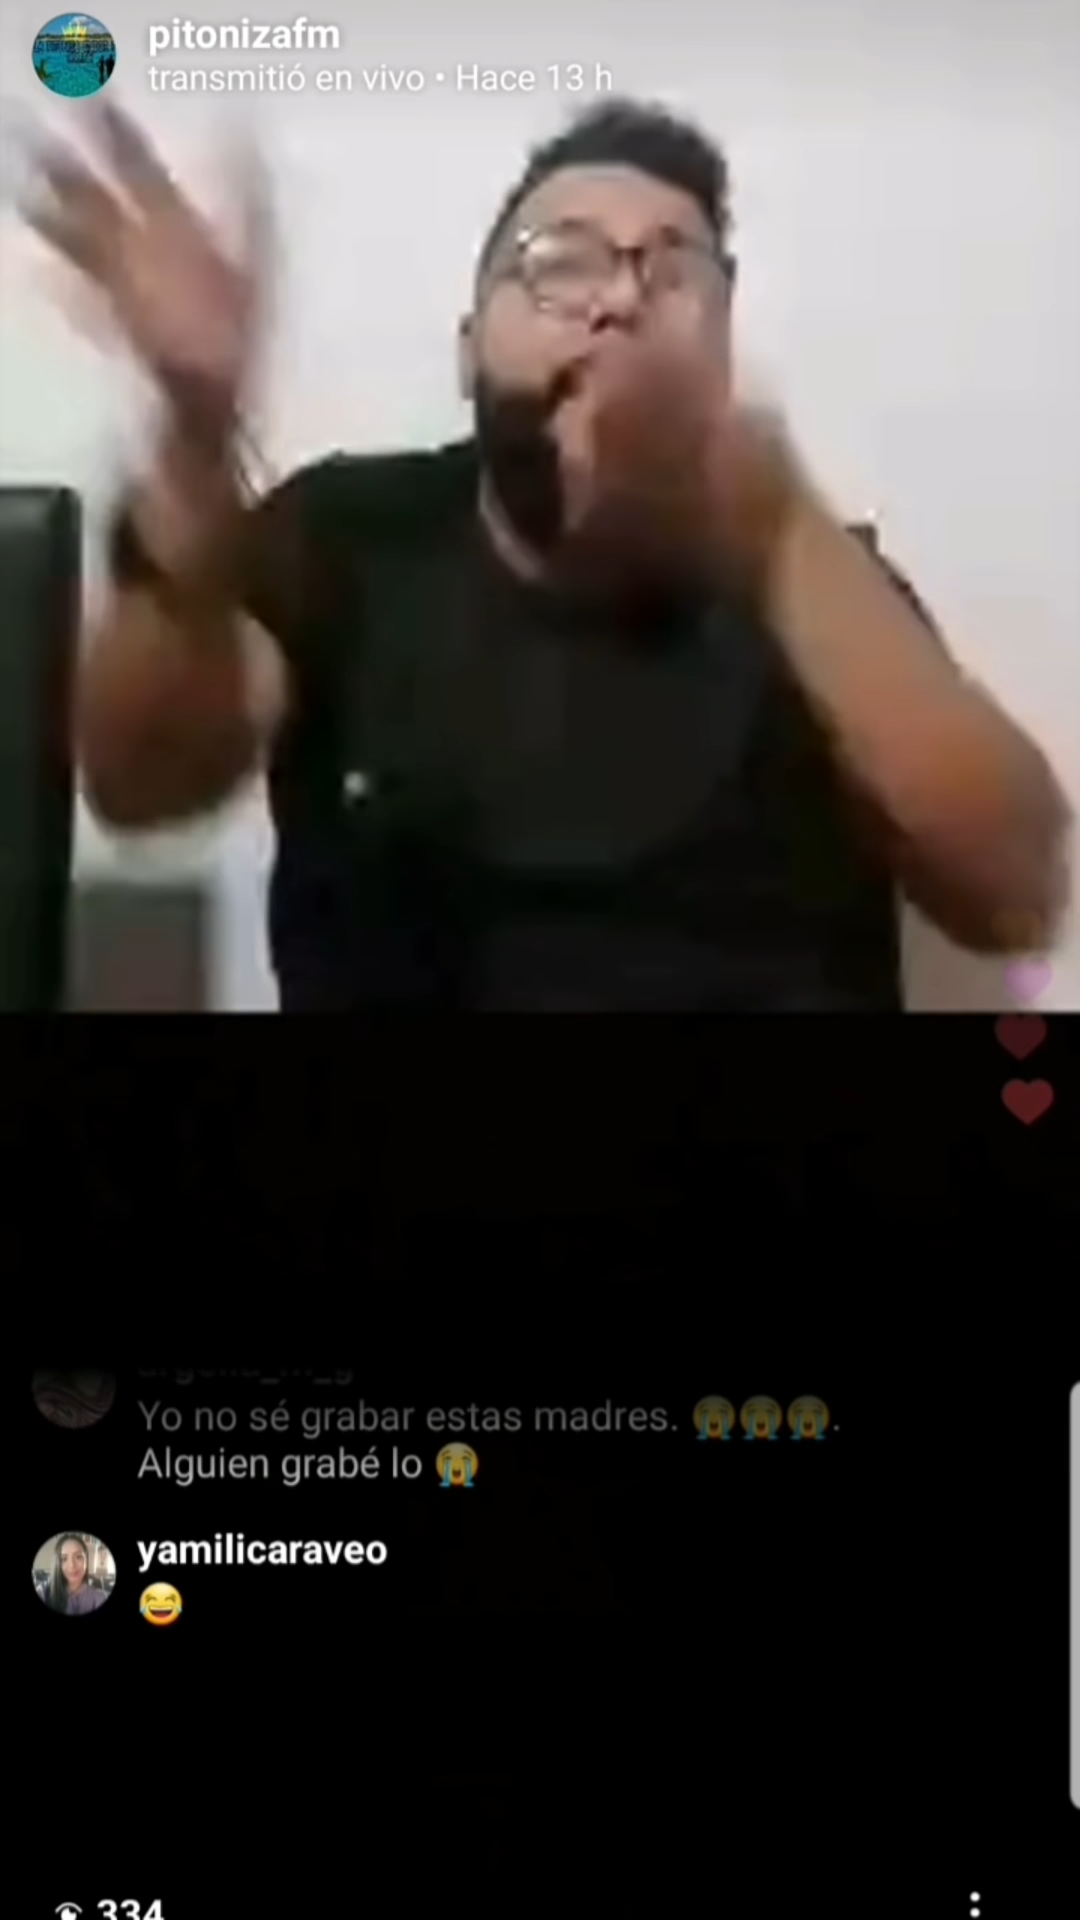 pitonizafm
transmitió en vivo • Hace 13 h
Yo no sé grabar estas madres. 😭😭😭.
Alguien grabé lo 😭
yamilicaraveo
😂
334